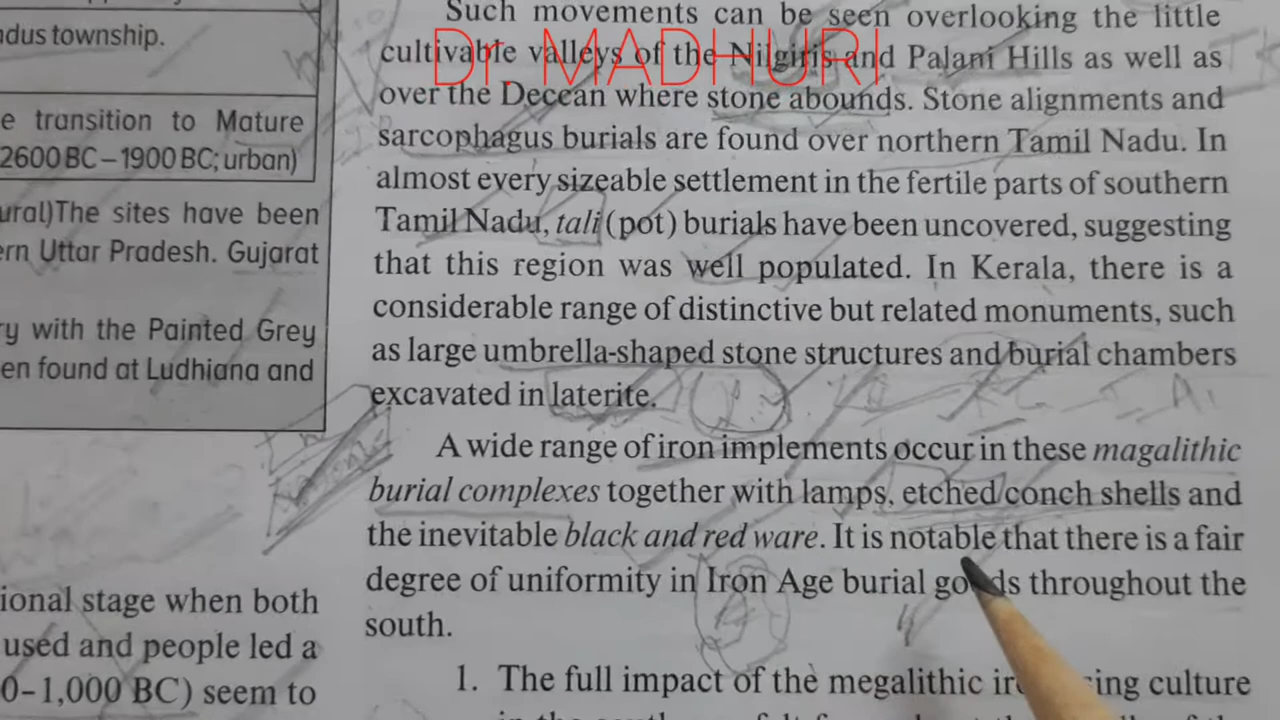 ndus township.
e transition to Mature
2600 BC – 1900 BC; urban)
ural)The sites have been
ern Uttar Pradesh. Gujarat
ry with the Painted Grey
en found at Ludhiana and
ional stage when both
used and people led a
0–1,000 BC) seem to
Such movements can be seen overlooking the little
cultivable valleys of the Nilgiris and Palani Hills as well as
Dr. MADHURI
over the Deccan where stone abounds. Stone alignments and
sarcophagus burials are found over northern Tamil Nadu. In
almost every sizeable settlement in the fertile parts of southern
Tamil Nadu, tali (pot) burials have been uncovered, suggesting
that this region was well populated. In Kerala, there is a
considerable range of distinctive but related monuments, such
as large umbrella-shaped stone structures and burial chambers
excavated in laterite.
A wide range of iron implements occur in these magalithic
burial complexes together with lamps, etched conch shells and
the inevitable black and red ware. It is notable that there is a fair
degree of uniformity in Iron Age burial goods throughout the
south.
1. The full impact of the megalithic culture